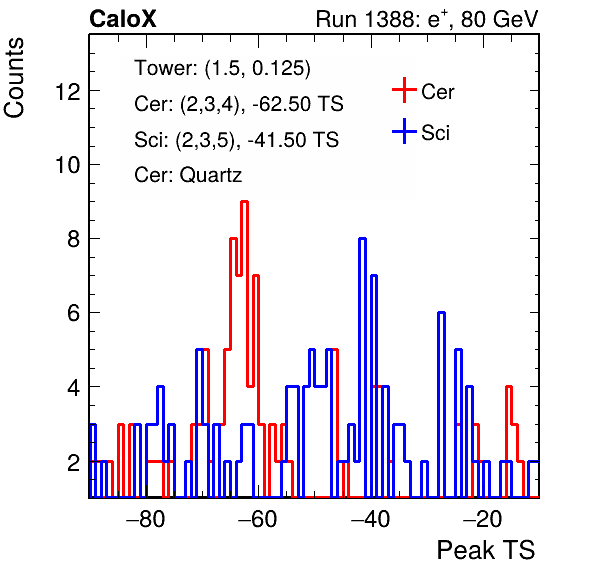 CaloX Run 1388: e⁺, 80 GeV
Counts
Tower: (1.5, 0.125)
Cer: (2,3,4), -62.50 TS
Sci: (2,3,5), -41.50 TS
Cer: Quartz
Cer
Sci
12
10
8
6
4
2
−80 −60 −40 −20
Peak TS